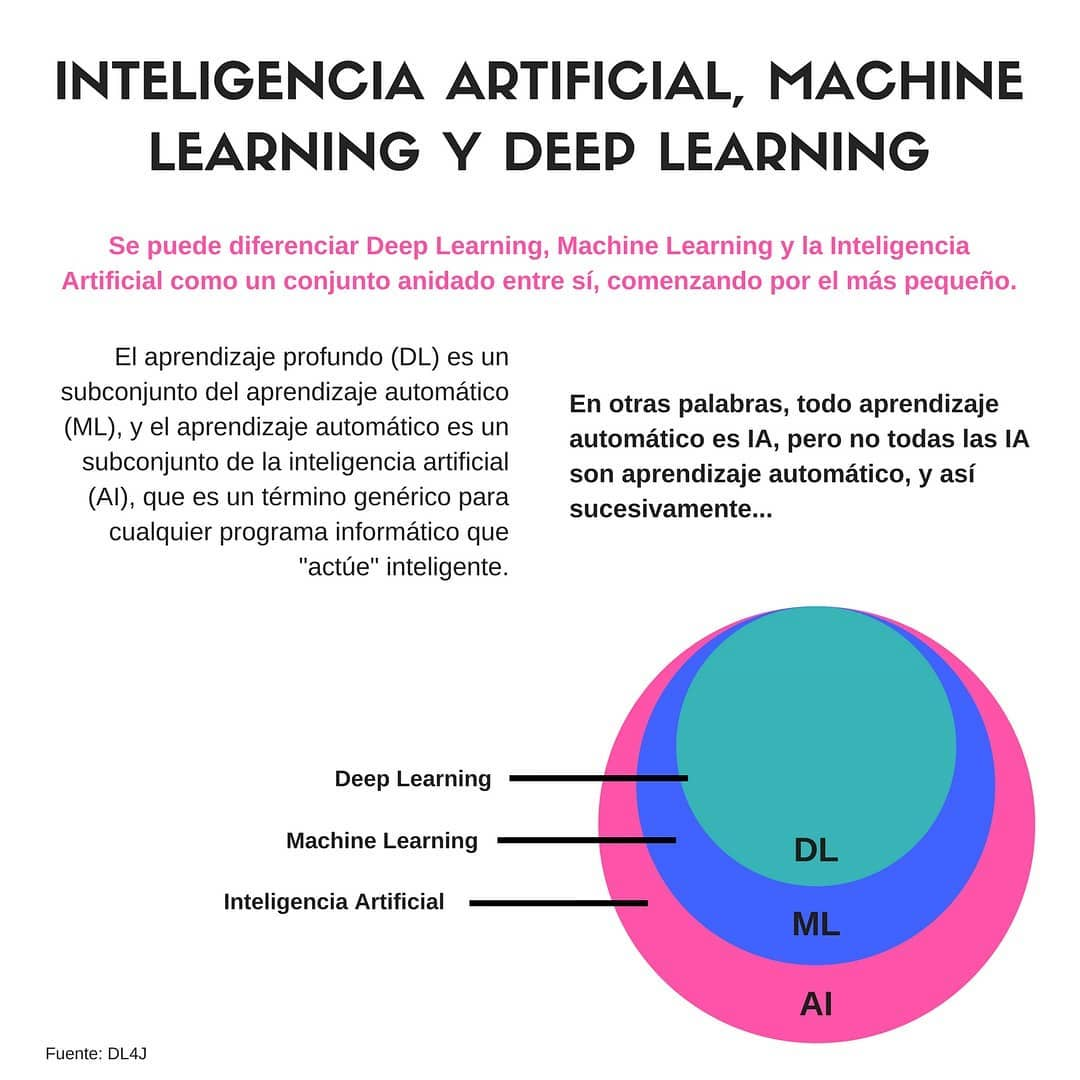 INTELIGENCIA ARTIFICIAL, MACHINE
LEARNING Y DEEP LEARNING
Se puede diferenciar Deep Learning, Machine Learning y la Inteligencia
Artificial como un conjunto anidado entre sí, comenzando por el más pequeño.
El aprendizaje profundo (DL) es un
subconjunto del aprendizaje automático
(ML), y el aprendizaje automático es un
subconjunto de la inteligencia artificial
(AI), que es un término genérico para
cualquier programa informático que
"actúe" inteligente.
En otras palabras, todo aprendizaje
automático es IA, pero no todas las IA
son aprendizaje automático, y así
sucesivamente...
Deep Learning
Machine Learning
Inteligencia Artificial
DL
ML
AI
Fuente: DL4J